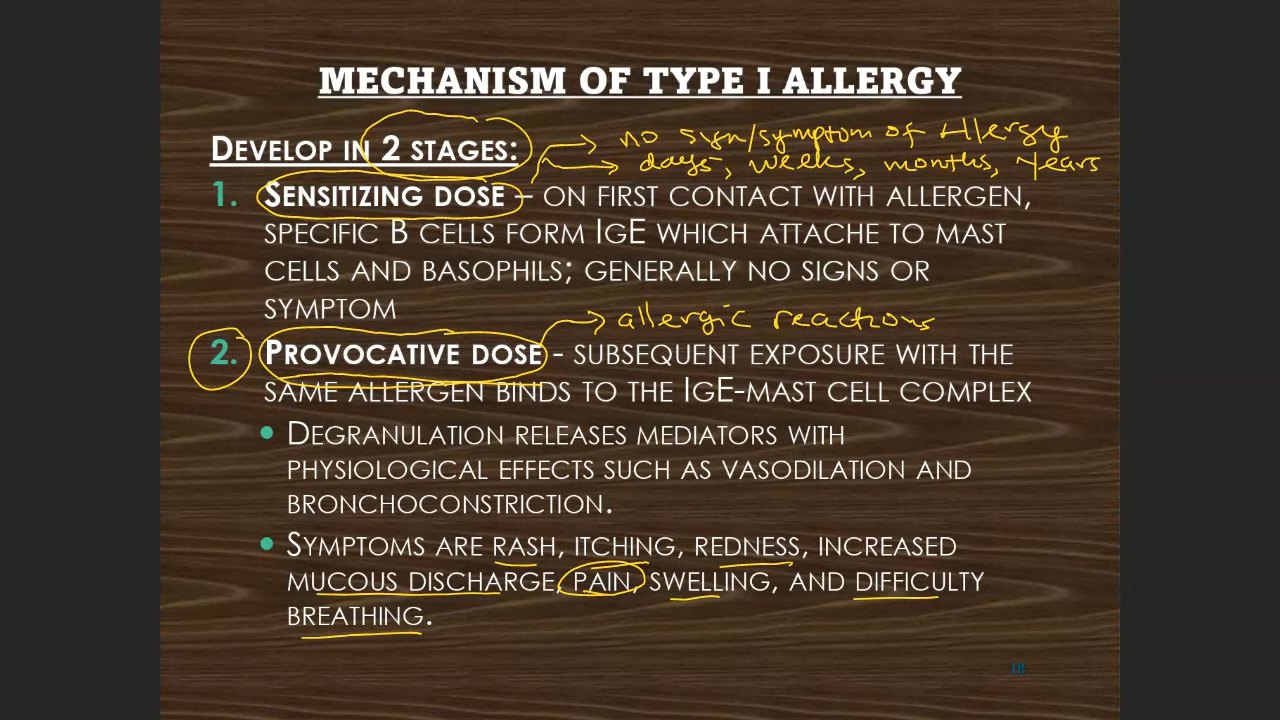 MECHANISM OF TYPE I ALLERGY
no sign/symptom of Allergy
DEVELOP IN 2 STAGES:
days, weeks, months, years
1. SENSITIZING DOSE – ON FIRST CONTACT WITH ALLERGEN,
SPECIFIC B CELLS FORM IGE WHICH ATTACHE TO MAST
CELLS AND BASOPHILS; GENERALLY NO SIGNS OR
SYMPTOM
allergic reactions
2. PROVOCATIVE DOSE - SUBSEQUENT EXPOSURE WITH THE
SAME ALLERGEN BINDS TO THE IGE-MAST CELL COMPLEX
• DEGRANULATION RELEASES MEDIATORS WITH
PHYSIOLOGICAL EFFECTS SUCH AS VASODILATION AND
BRONCHOCONSTRICTION.
• SYMPTOMS ARE RASH, ITCHING, REDNESS, INCREASED
MUCOUS DISCHARGE, PAIN, SWELLING, AND DIFFICULTY
BREATHING.
18